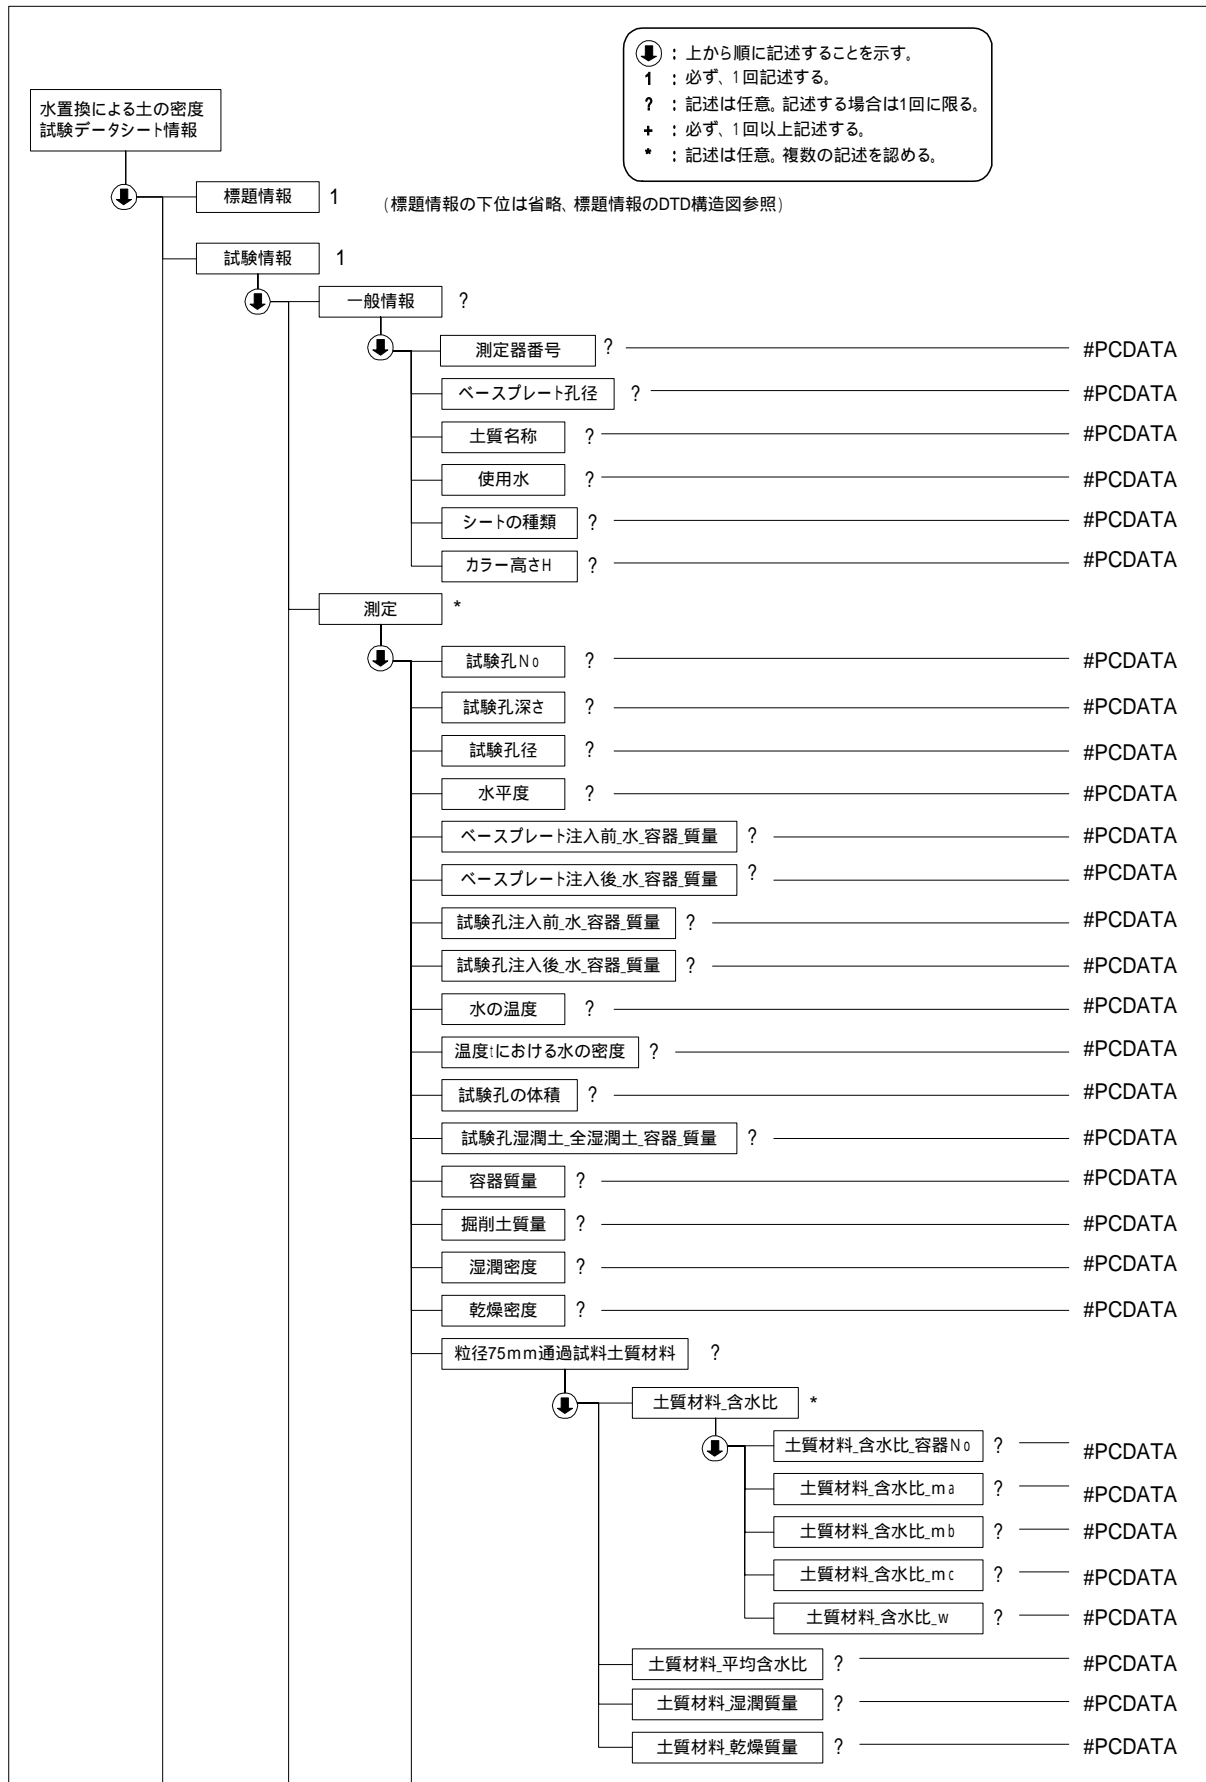 ：上から順に記述することを示す。
1 ：必ず、1回記述する。
? ：記述は任意。記述する場合は1回に限る。
+ ：必ず、1回以上記述する。
* ：記述は任意。複数の記述を認める。
水置換による土の密度
試験データシート情報
標題情報 1 (標題情報の下位は省略、標題情報のDTD構造図参照)
試験情報 1
一般情報 ?
測定器番号 ? #PCDATA
ベースプレート孔径 ? #PCDATA
土質名称 ? #PCDATA
使用水 ? #PCDATA
シートの種類 ? #PCDATA
カラー高さH ? #PCDATA
測定 *
試験孔No ? #PCDATA
試験孔深さ ? #PCDATA
試験孔径 ? #PCDATA
水平度 ? #PCDATA
ベースプレート注入前_水_容器_質量 ? #PCDATA
ベースプレート注入後_水_容器_質量 ? #PCDATA
試験孔注入前_水_容器_質量 ? #PCDATA
試験孔注入後_水_容器_質量 ? #PCDATA
水の温度 ? #PCDATA
温度tにおける水の密度 ? #PCDATA
試験孔の体積 ? #PCDATA
試験孔湿潤土_全湿潤土_容器_質量 ? #PCDATA
容器質量 ? #PCDATA
掘削土質量 ? #PCDATA
湿潤密度 ? #PCDATA
乾燥密度 ? #PCDATA
粒径75mm通過試料土質材料 ?
土質材料_含水比 *
土質材料_含水比_容器No ? #PCDATA
土質材料_含水比_ma ? #PCDATA
土質材料_含水比_mb ? #PCDATA
土質材料_含水比_mc ? #PCDATA
土質材料_含水比_w ? #PCDATA
土質材料_平均含水比 ? #PCDATA
土質材料_湿潤質量 ? #PCDATA
土質材料_乾燥質量 ? #PCDATA